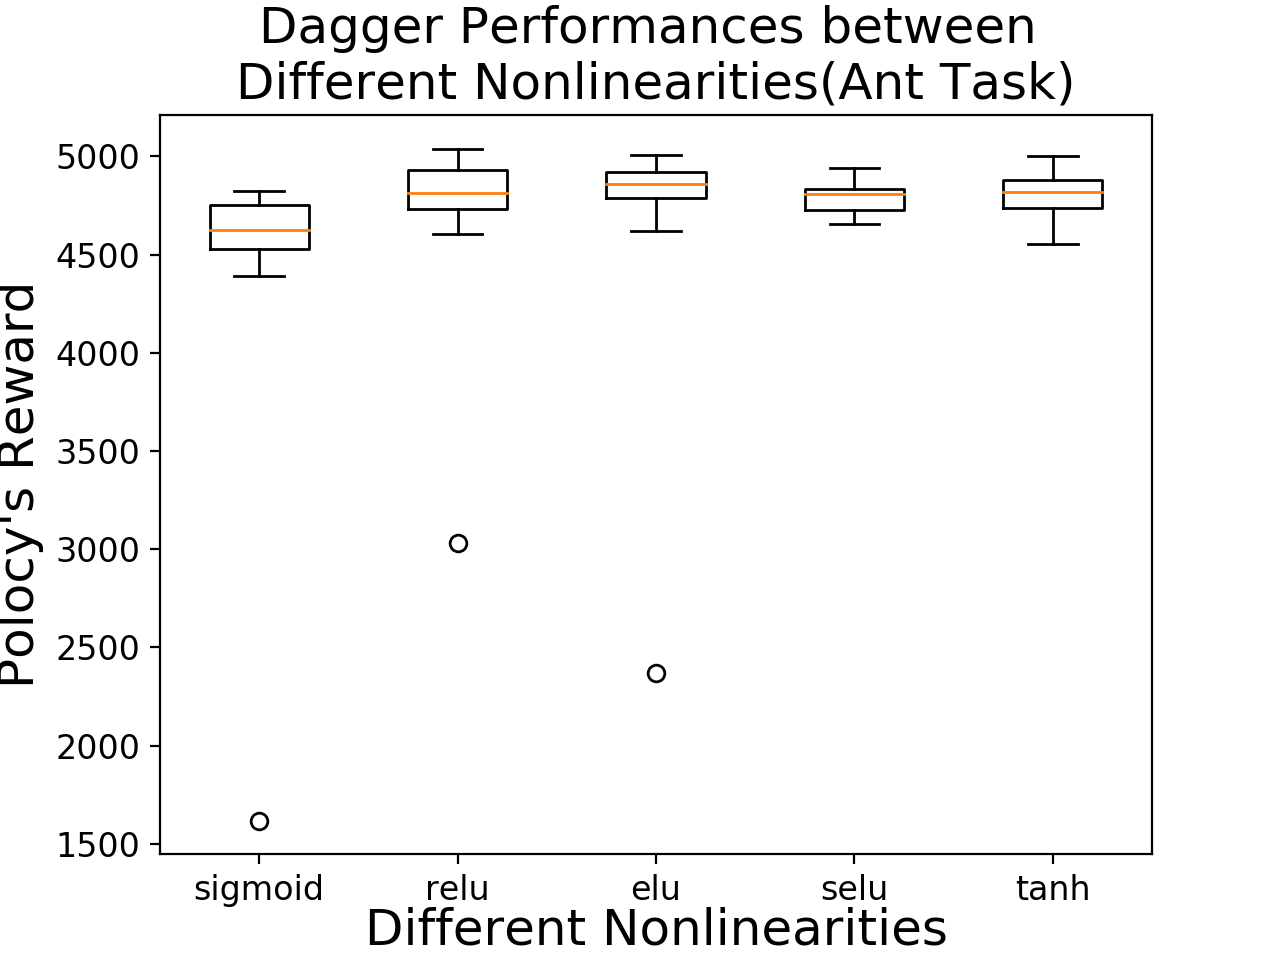 Dagger Performances between
Different Nonlinearities(Ant Task)
Polocy's Reward
5000
4500
4000
3500
3000
2500
2000
1500
sigmoid relu elu selu tanh
Different Nonlinearities